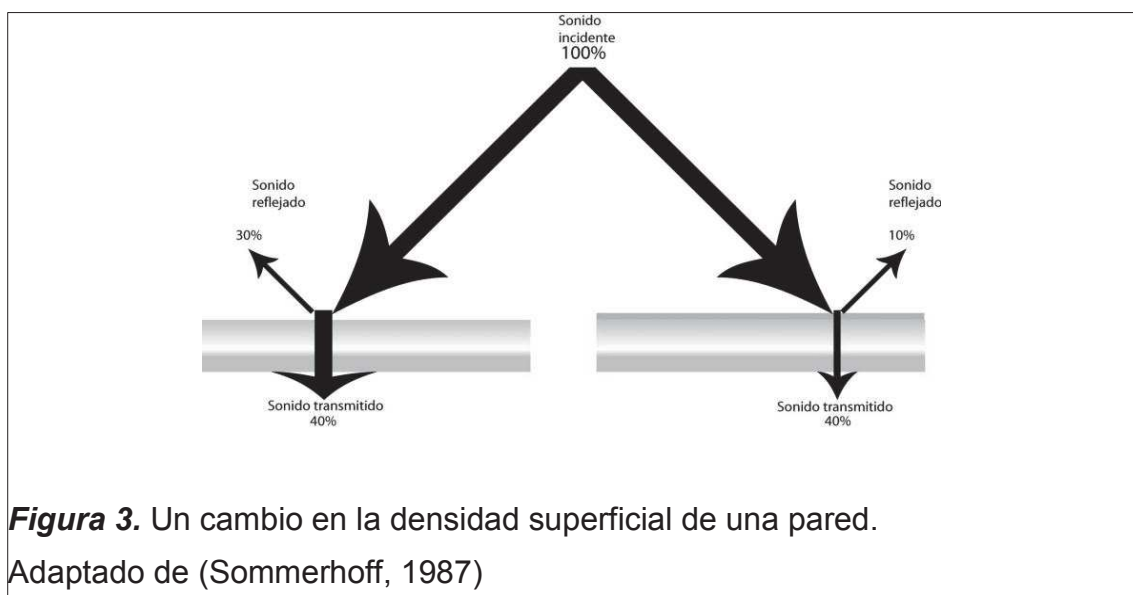 Sonido
incidente
100%
Sonido
reflejado
30%
Sonido
reflejado
10%
Sonido transmitido
40%
Sonido transmitido
40%
Figura 3. Un cambio en la densidad superficial de una pared.
Adaptado de (Sommerhoff, 1987)